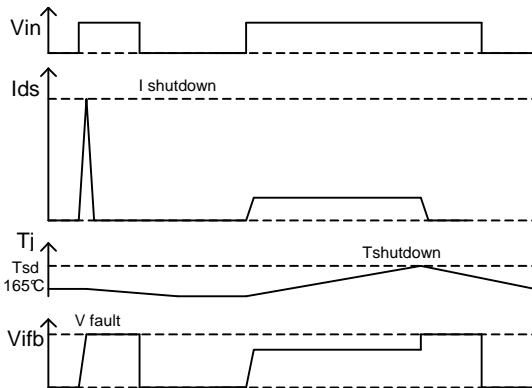 Vin
Ids
I shutdown
Tj
Tsd
165℃
Tshutdown
Vifb
V fault